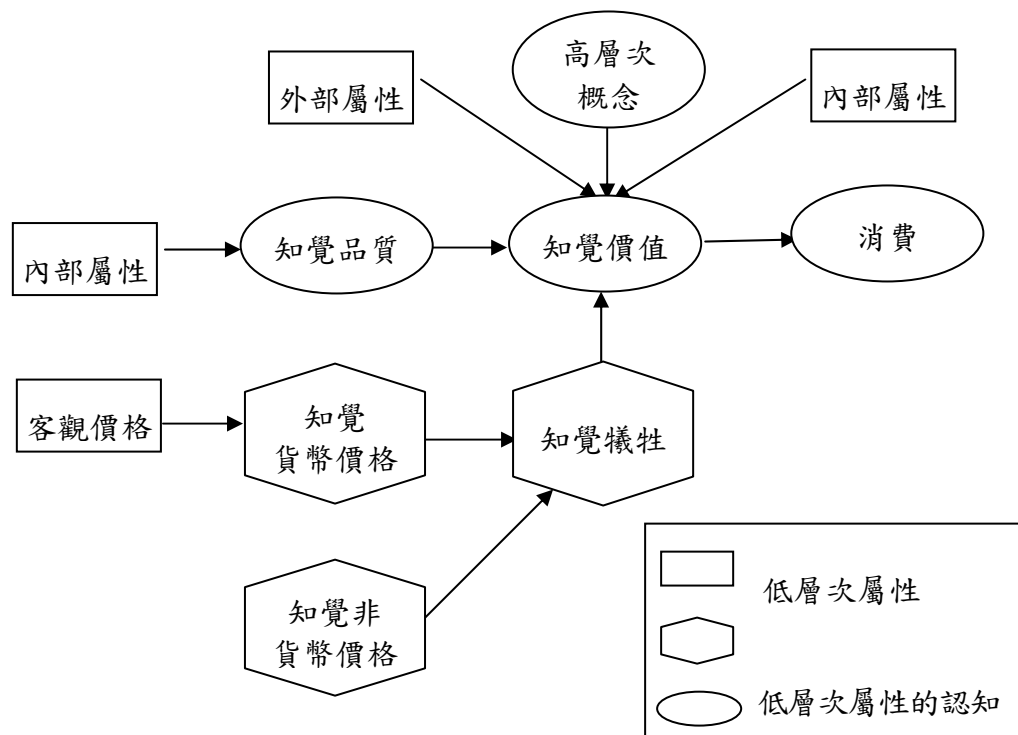 高層次
概念
外部屬性
內部屬性
內部屬性
知覺品質
知覺價值
消費
客觀價格
知覺
貨幣價格
知覺犧牲
知覺非
貨幣價格
低層次屬性
低層次屬性的認知